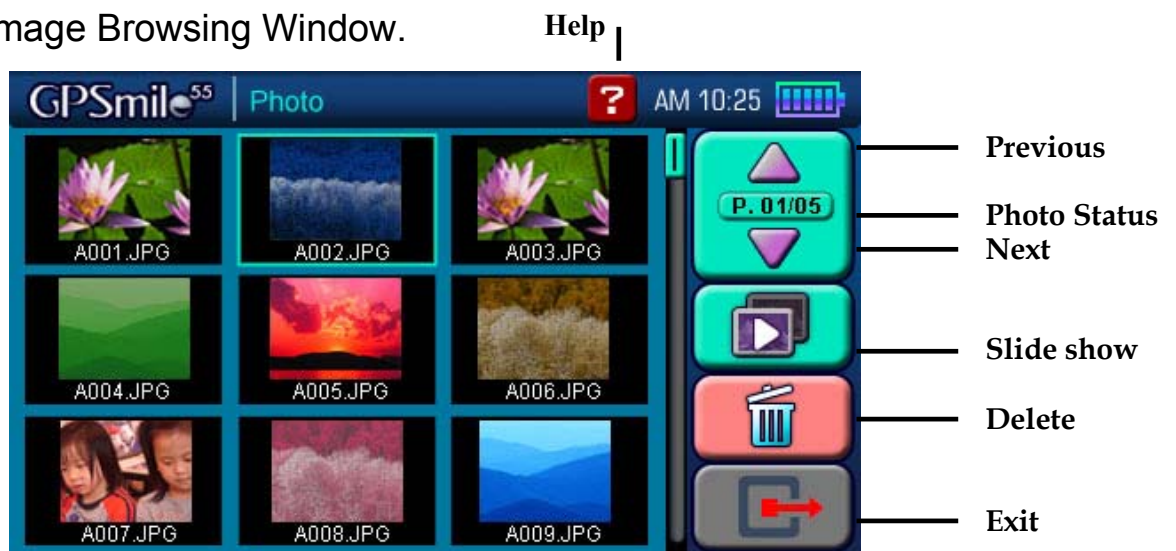 mage Browsing Window.
Help
GPSmile55 Photo ? AM 10:25
A001.JPG A002.JPG A003.JPG
A004.JPG A005.JPG A006.JPG
A007.JPG A008.JPG A009.JPG
P. 01/05
Previous
Photo Status
Next
Slide show
Delete
Exit